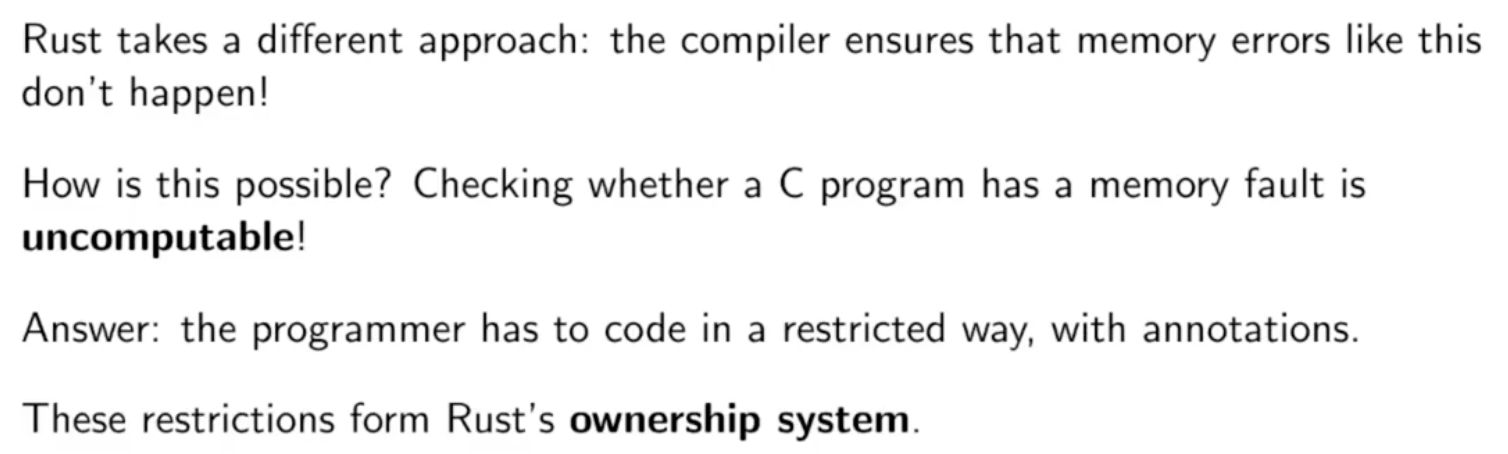 Rust takes a different approach: the compiler ensures that memory errors like this
don't happen!
How is this possible? Checking whether a C program has a memory fault is
uncomputable!
Answer: the programmer has to code in a restricted way, with annotations.
These restrictions form Rust's ownership system.